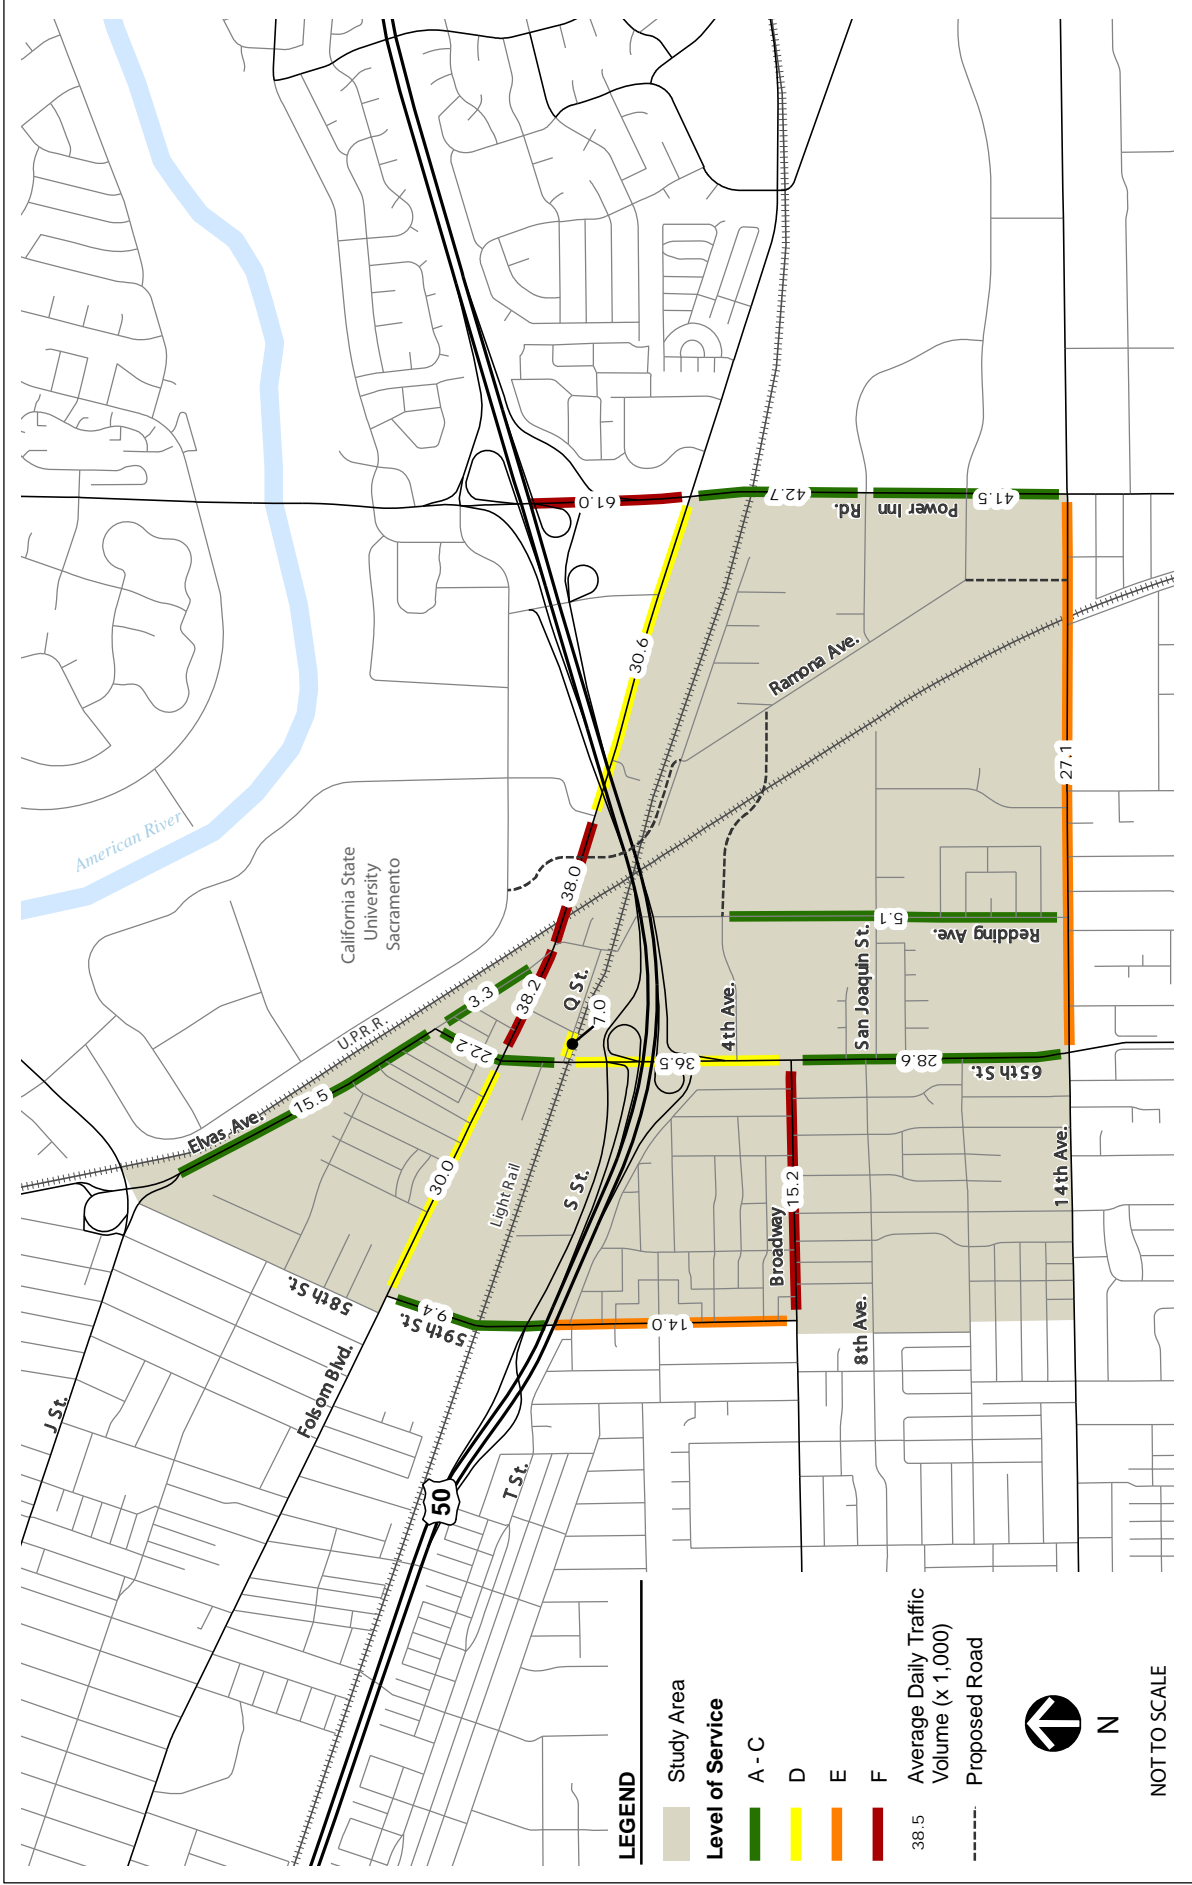 American River
California State
University
Sacramento
U.P.R.R.
Elvas Ave.
15.5
3.3
22.2
38.2
38.0
30.6
61.0
42.7
Power Inn
Rd.
41.5
Ramona Ave.
27.1
5.1
Redding Ave.
San Joaquin St.
4th Ave.
Q St.
7.0
36.5
28.6
65th St.
14th Ave.
15.2
Broadway
8th Ave.
14.0
S St.
Light Rail
30.0
58th St.
9.4
59th St.
Folsom Blvd.
J St.
T St.
50
LEGEND
Study Area
Level of Service
A - C
D
E
F
38.5
Average Daily Traffic
Volume (x 1,000)
Proposed Road
N
NOT TO SCALE